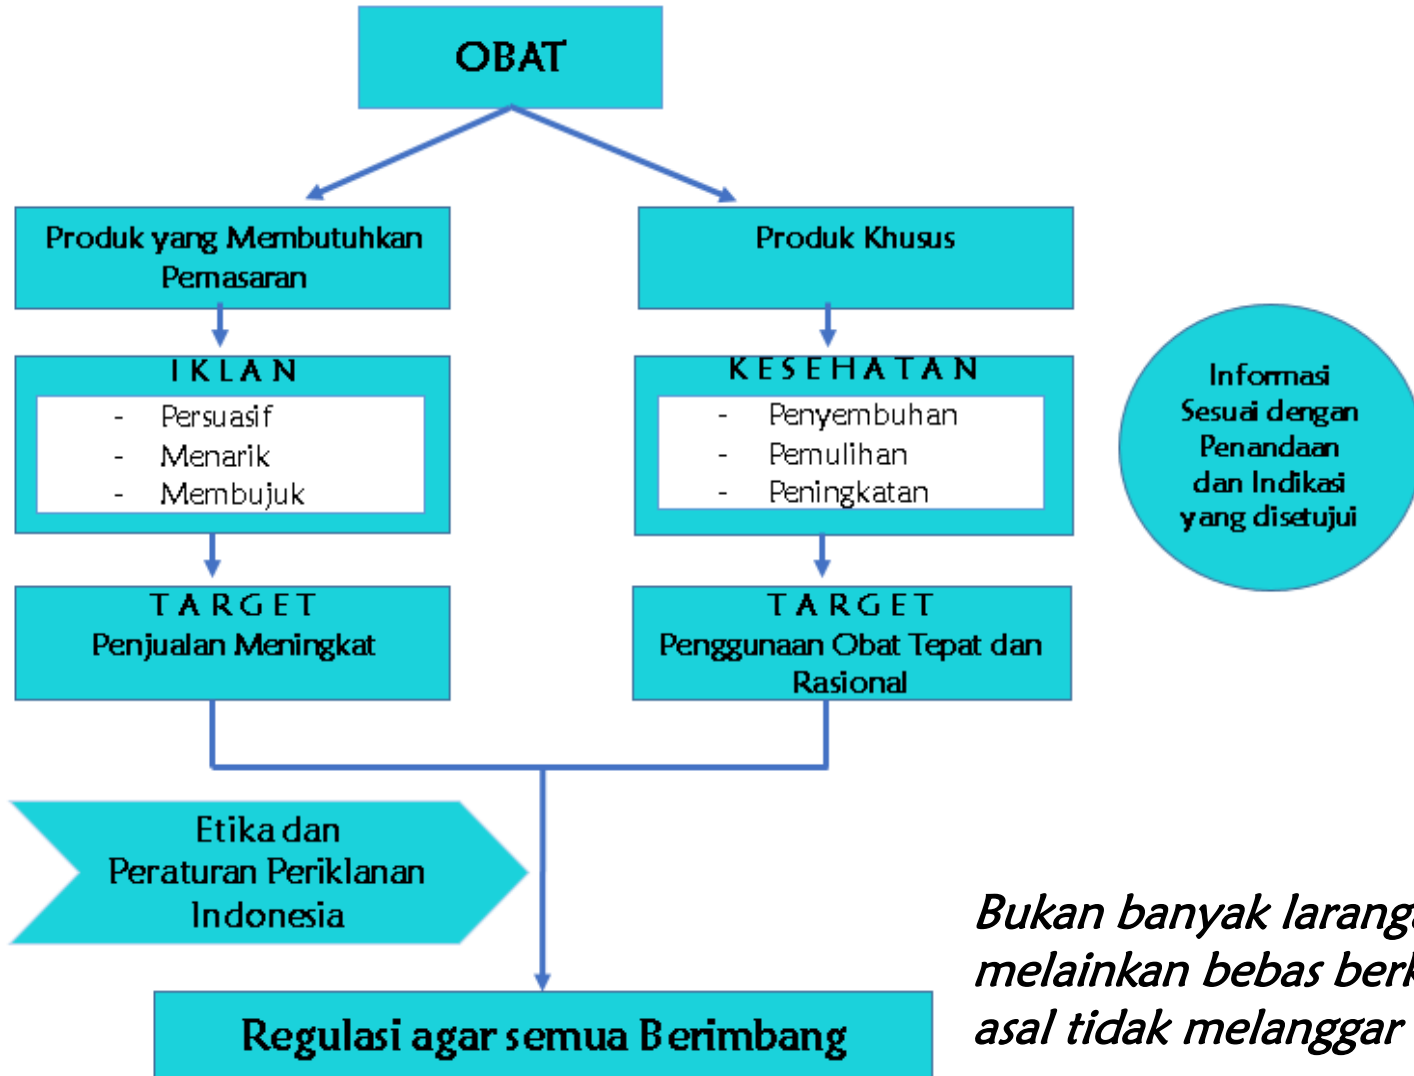 OBAT
Produk yang Membutuhkan
Pemasaran
Produk Khusus
IKLAN
- Persuasif
- Menarik
- Membujuk
KESEHATAN
- Penyembuhan
- Pemulihan
- Peningkatan
Informasi
Sesuai dengan
Penandaan
dan Indikasi
yang disetujui
TARGET
Penjualan Meningkat
TARGET
Penggunaan Obat Tepat dan
Rasional
Etika dan
Peraturan Periklanan
Indonesia
Bukan banyak
melainkan bebas
asal tidak melanggar
Regulasi agar semua Berimbang